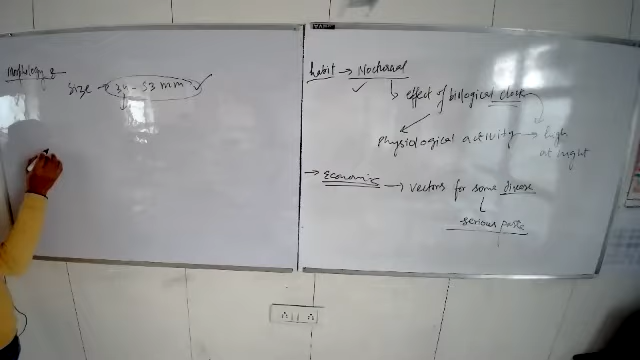 Morphology &
Size → 34 - 53 mm ✓
habit → Nocturnal
↳ effect of biological clock
Physiological activity → high
at night
→ Economic → vectors for some disease
serious pests